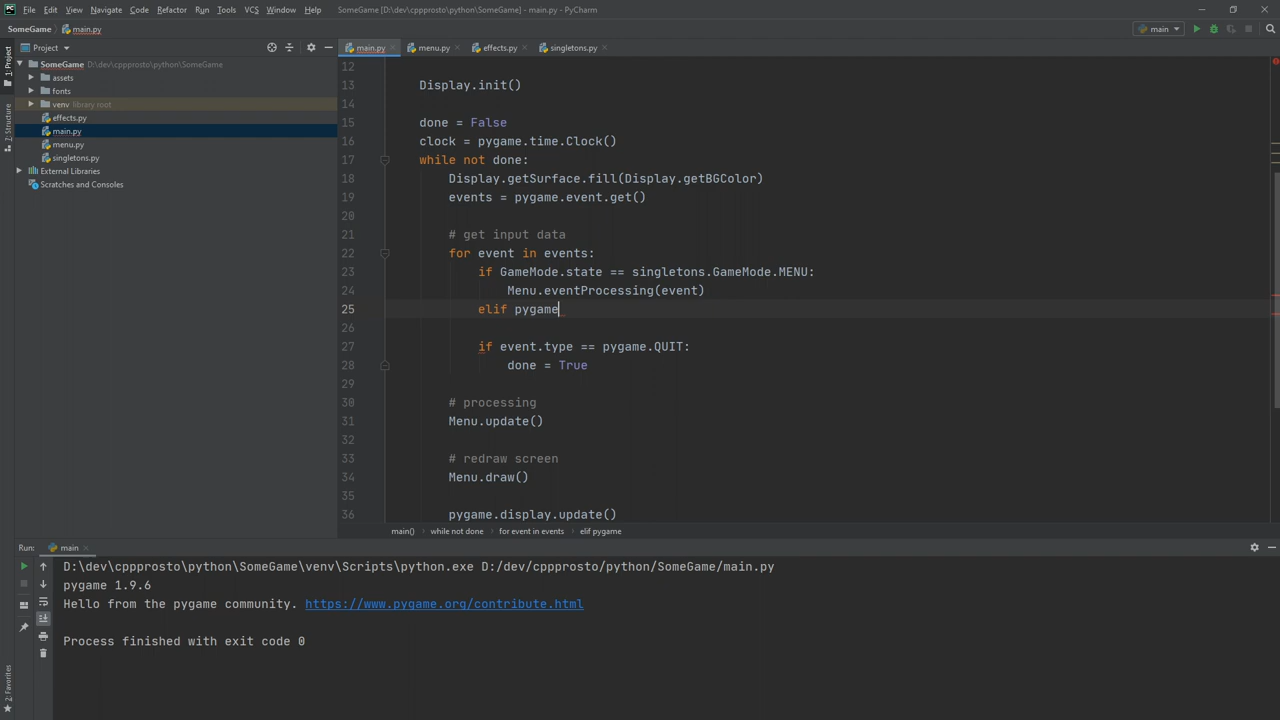 File Edit View Navigate Code Refactor Run Tools VCS Window Help SomeGame [D:\dev\cppprosto\python\SomeGame] - main.py - PyCharm
SomeGame main.py main
Project main.py menu.py effects.py singletons.py
1: Project
7: Structure
2: Favorites
SomeGame D:\dev\cppprosto\python\SomeGame
assets
fonts
venv library root
effects.py
main.py
menu.py
singletons.py
External Libraries
Scratches and Consoles
12
13 Display.init()
14
15 done = False
16 clock = pygame.time.Clock()
17 while not done:
18 Display.getSurface.fill(Display.getBGColor)
19 events = pygame.event.get()
20
21 # get input data
22 for event in events:
23 if GameMode.state == singletons.GameMode.MENU:
24 Menu.eventProcessing(event)
25 elif pygame
26
27 if event.type == pygame.QUIT:
28 done = True
29
30 # processing
31 Menu.update()
32
33 # redraw screen
34 Menu.draw()
35
36 pygame.display.update()
main() while not done for event in events elif pygame
Run: main
D:\dev\cppprosto\python\SomeGame\venv\Scripts\python.exe D:/dev/cppprosto/python/SomeGame/main.py
pygame 1.9.6
Hello from the pygame community. https://www.pygame.org/contribute.html
Process finished with exit code 0